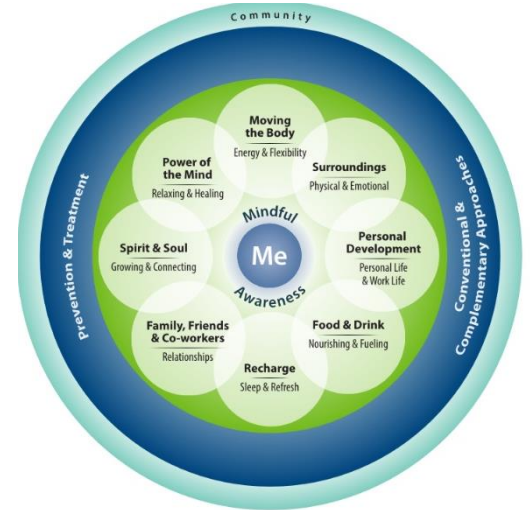 Community
Prevention & Treatment
Conventional &
Complementary Approaches
Moving
the Body
Energy & Flexibility
Surroundings
Physical & Emotional
Personal
Development
Personal Life
& Work Life
Food & Drink
Nourishing & Fueling
Recharge
Sleep & Refresh
Family, Friends
& Co-workers
Relationships
Spirit & Soul
Growing & Connecting
Power of
the Mind
Relaxing & Healing
Mindful
Me
Awareness